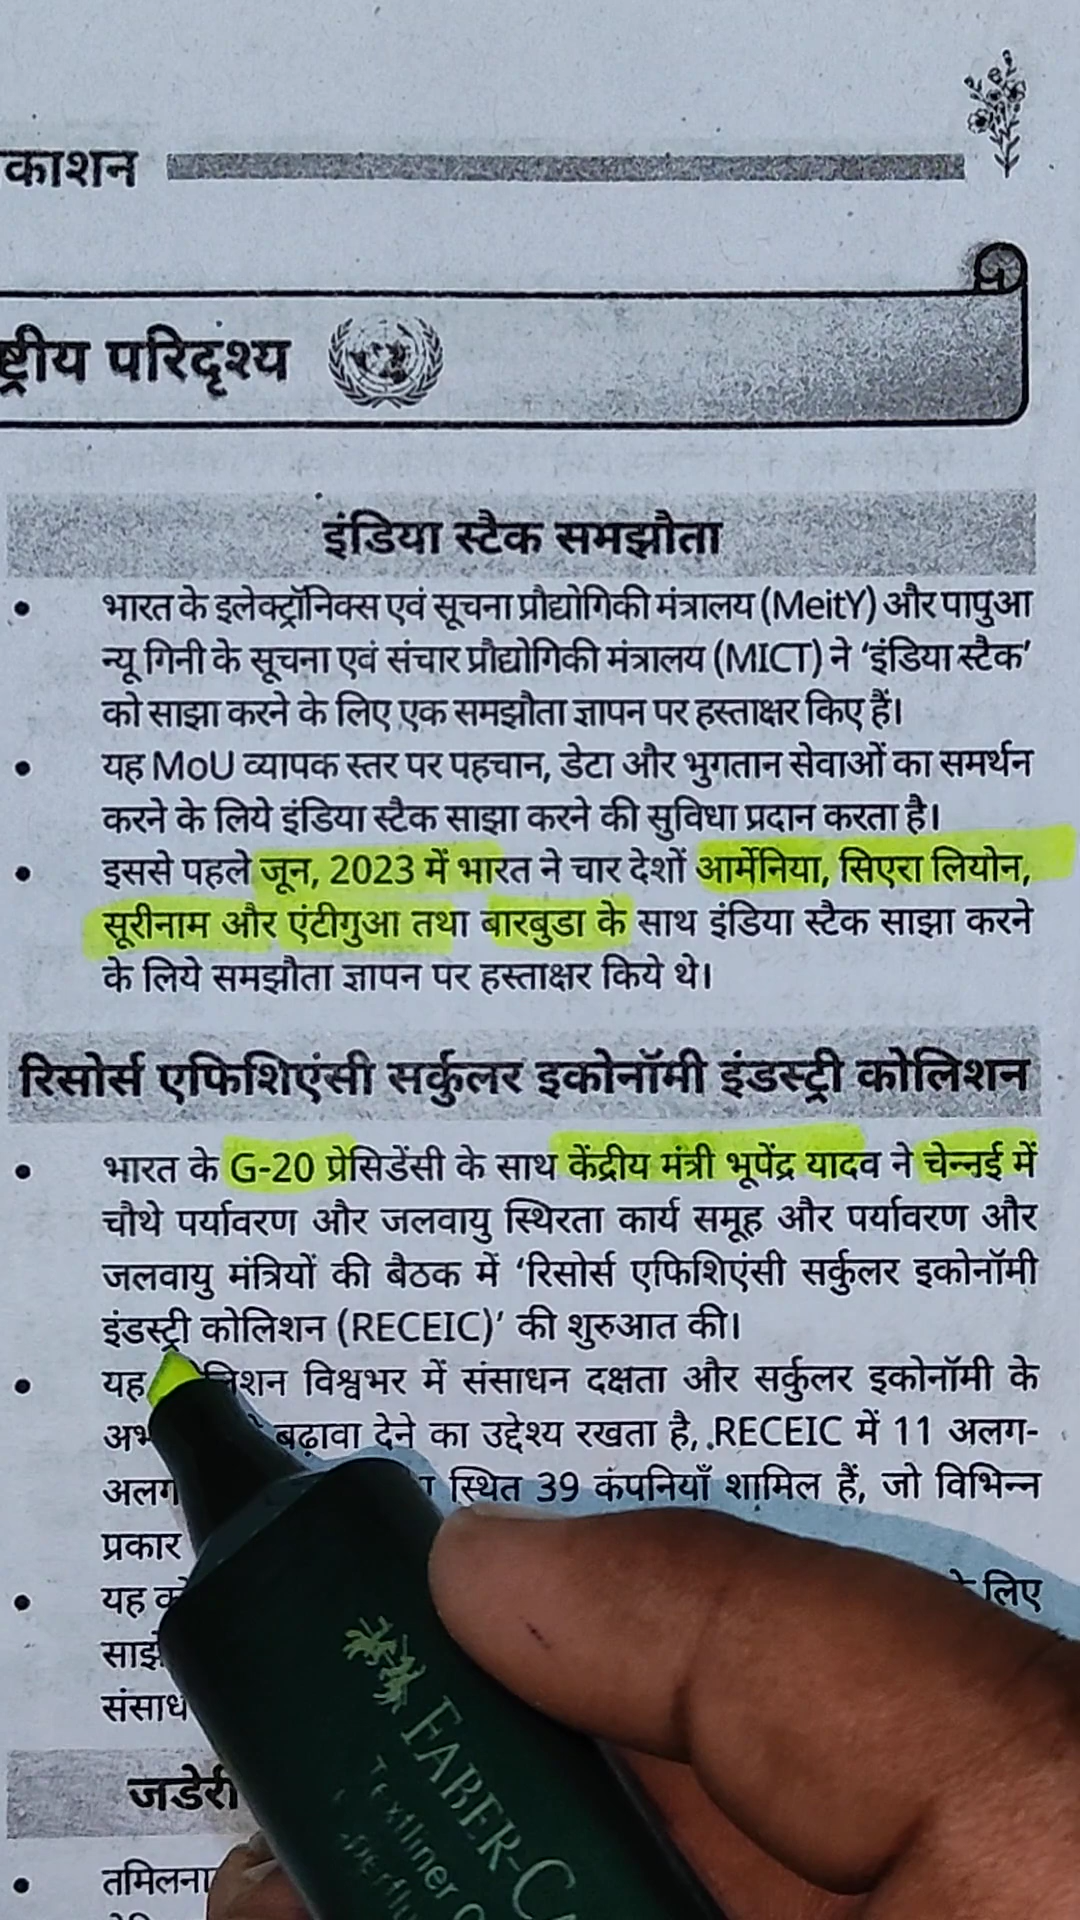 काशन
ष्ट्रीय परिदृश्य
इंडिया स्टैक समझौता
• भारत के इलेक्ट्रॉनिक्स एवं सूचना प्रौद्योगिकी मंत्रालय (MeitY) और पापुआ
न्यू गिनी के सूचना एवं संचार प्रौद्योगिकी मंत्रालय (MICT) ने ‘इंडिया स्टैक’
को साझा करने के लिए एक समझौता ज्ञापन पर हस्ताक्षर किए हैं।
• यह MoU व्यापक स्तर पर पहचान, डेटा और भुगतान सेवाओं का समर्थन
करने के लिये इंडिया स्टैक साझा करने की सुविधा प्रदान करता है।
• इससे पहले जून, 2023 में भारत ने चार देशों आर्मेनिया, सिएरा लियोन,
सूरीनाम और एंटीगुआ तथा बारबुडा के साथ इंडिया स्टैक साझा करने
के लिये समझौता ज्ञापन पर हस्ताक्षर किये थे।
रिसोर्स एफिशिएंसी सर्कुलर इकोनॉमी इंडस्ट्री कोलिशन
• भारत के G-20 प्रेसिडेंसी के साथ केंद्रीय मंत्री भूपेंद्र यादव ने चेन्नई में
चौथे पर्यावरण और जलवायु स्थिरता कार्य समूह और पर्यावरण और
जलवायु मंत्रियों की बैठक में ‘रिसोर्स एफिशिएंसी सर्कुलर इकोनॉमी
इंडस्ट्री कोलिशन (RECEIC)’ की शुरुआत की।
• यह विश्वभर में संसाधन दक्षता और सर्कुलर इकोनॉमी के
बढ़ावा देने का उद्देश्य रखता है, RECEIC में 11 अलग-
अलग स्थित 39 कंपनियाँ शामिल हैं, जो विभिन्न
प्रकार
• यह लिए
जडेरी
•
FABER-C
Textliner